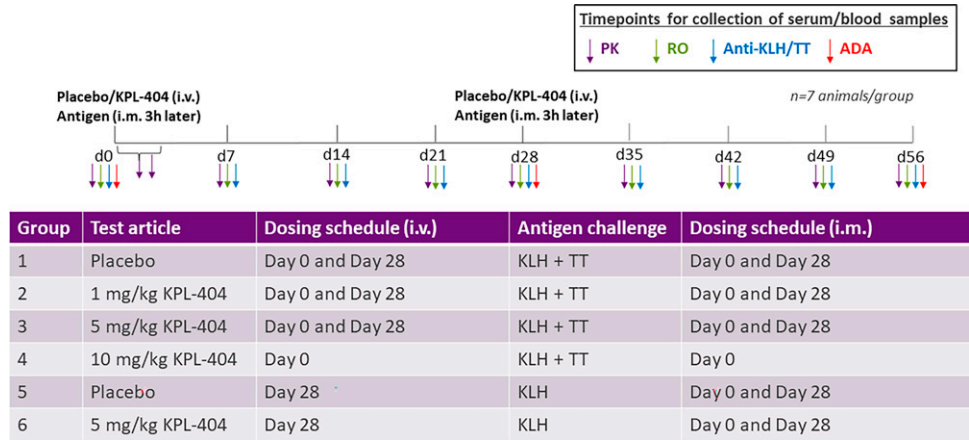 Timepoints for collection of serum/blood samples
PK RO Anti-KLH/TT ADA
Placebo/KPL-404 (i.v.) Placebo/KPL-404 (i.v.) n=7 animals/group
Antigen (i.m. 3h later) Antigen (i.m. 3h later)
d0 d7 d14 d21 d28 d35 d42 d49 d56
Group Test article Dosing schedule (i.v.) Antigen challenge Dosing schedule (i.m.)
1 Placebo Day 0 and Day 28 KLH + TT Day 0 and Day 28
2 1 mg/kg KPL-404 Day 0 and Day 28 KLH + TT Day 0 and Day 28
3 5 mg/kg KPL-404 Day 0 and Day 28 KLH + TT Day 0 and Day 28
4 10 mg/kg KPL-404 Day 0 KLH + TT Day 0
5 Placebo Day 28 KLH Day 0 and Day 28
6 5 mg/kg KPL-404 Day 28 KLH Day 0 and Day 28